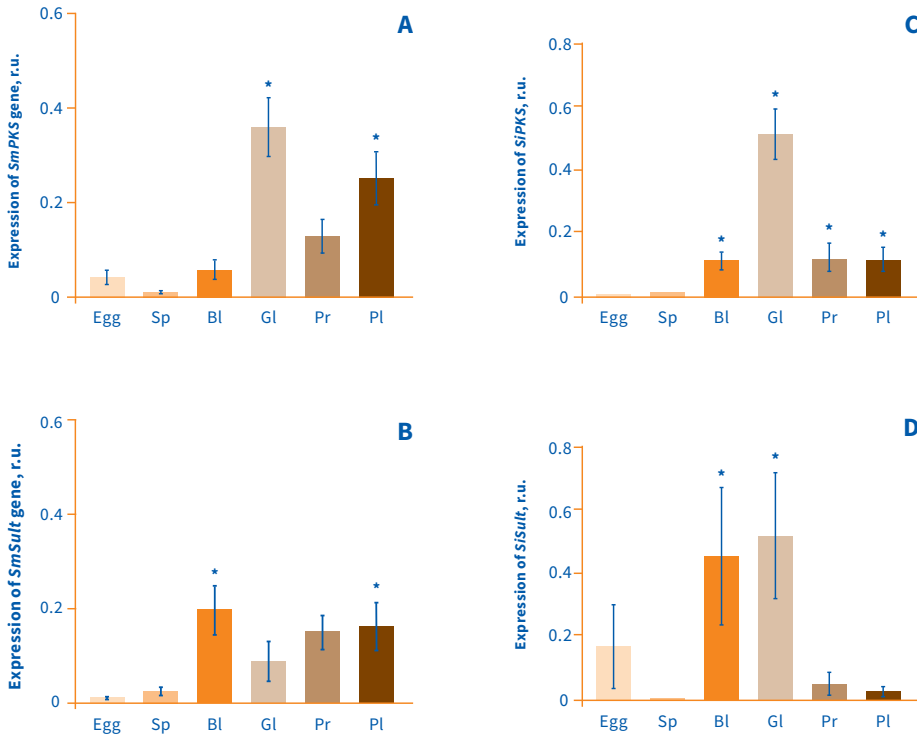 A
Expression of SmPKS gene, r.u.
0.6
0.4
0.2
0
*
*
Egg Sp Bl Gl Pr Pl
C
Expression of SiPKS, r.u.
0.8
0.6
0.4
0.2
0
*
*
*
*
Egg Sp Bl Gl Pr Pl
B
Expression of SmSult gene, r.u.
0.6
0.4
0.2
0
*
*
Egg Sp Bl Gl Pr Pl
D
Expression of SiSult, r.u.
0.8
0.6
0.4
0.2
0
*
*
Egg Sp Bl Gl Pr Pl